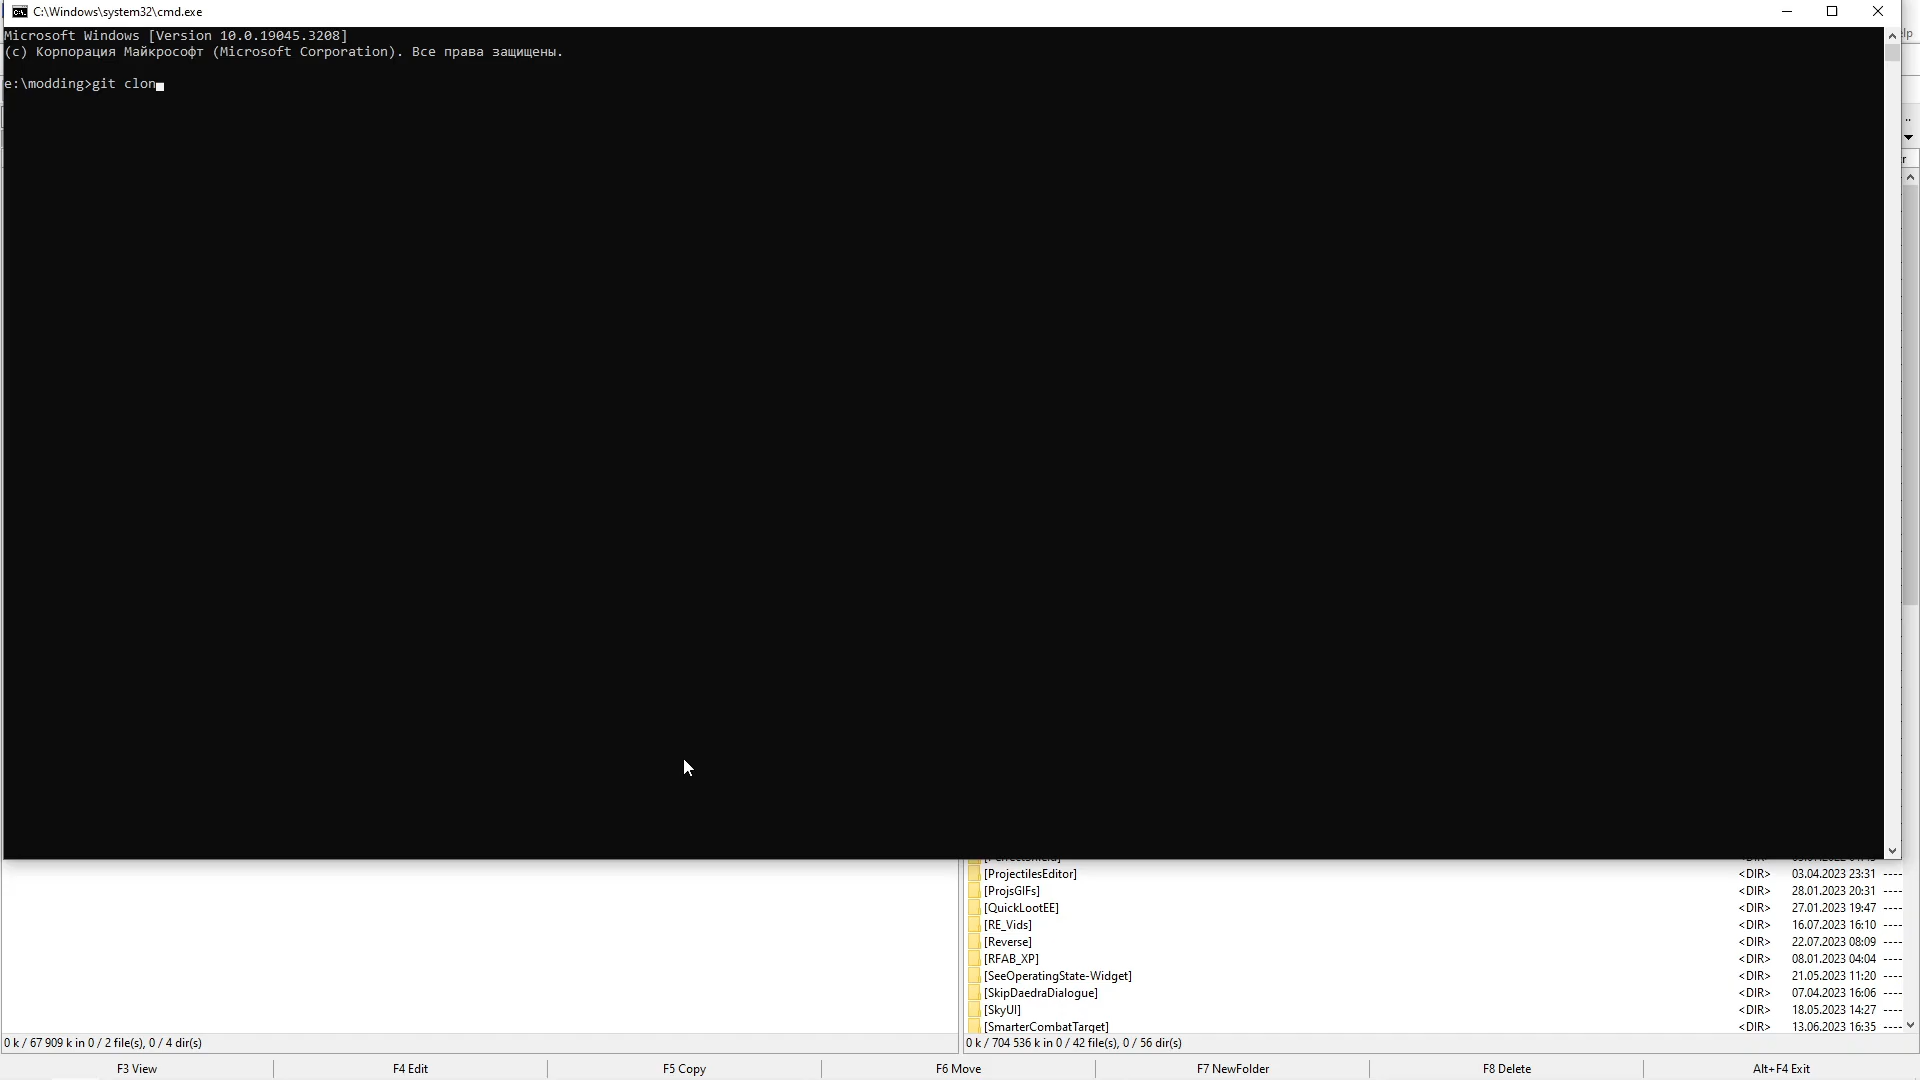 C:\Windows\system32\cmd.exe
Microsoft Windows [Version 10.0.19045.3208]
(c) Корпорация Майкрософт (Microsoft Corporation). Все права защищены.
e:\modding>git clon
[ProjectilesEditor] <DIR> 03.04.2023 23:31 ----
[ProjsGIFs] <DIR> 28.01.2023 20:31 ----
[QuickLootEE] <DIR> 27.01.2023 19:47 ----
[RE_Vids] <DIR> 16.07.2023 16:10 ----
[Reverse] <DIR> 22.07.2023 08:09 ----
[RFAB_XP] <DIR> 08.01.2023 04:04 ----
[SeeOperatingState-Widget] <DIR> 21.05.2023 11:20 ----
[SkipDaedraDialogue] <DIR> 07.04.2023 16:06 ----
[SkyUI] <DIR> 18.05.2023 14:27 ----
[SmarterCombatTarget] <DIR> 13.06.2023 16:35 ----
0 k / 67 909 k in 0 / 2 file(s), 0 / 4 dir(s)
0 k / 704 536 k in 0 / 42 file(s), 0 / 56 dir(s)
F3 View F4 Edit F5 Copy F6 Move F7 NewFolder F8 Delete Alt+F4 Exit